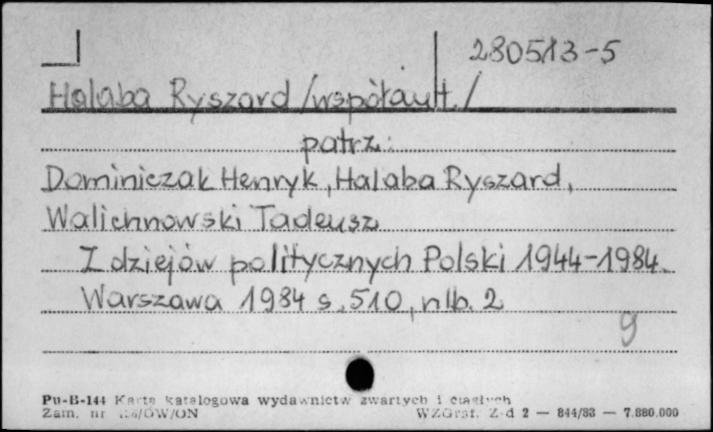 280513-5
Halaba Ryszard /współaut./
patrz:
Dominiczak Henryk, Halaba Ryszard,
Walichnowski Tadeusz
Z dziejów politycznych Polski 1944-1984.
Warszawa 1984 s. 510, nlb. 2
g
Pu-B-144 Karta katalogowa wydawnictw zwartych i ciągłych
Zam. nr /OW/ON WZGraf. Z-d 2 — 844/83 — 7.880.000